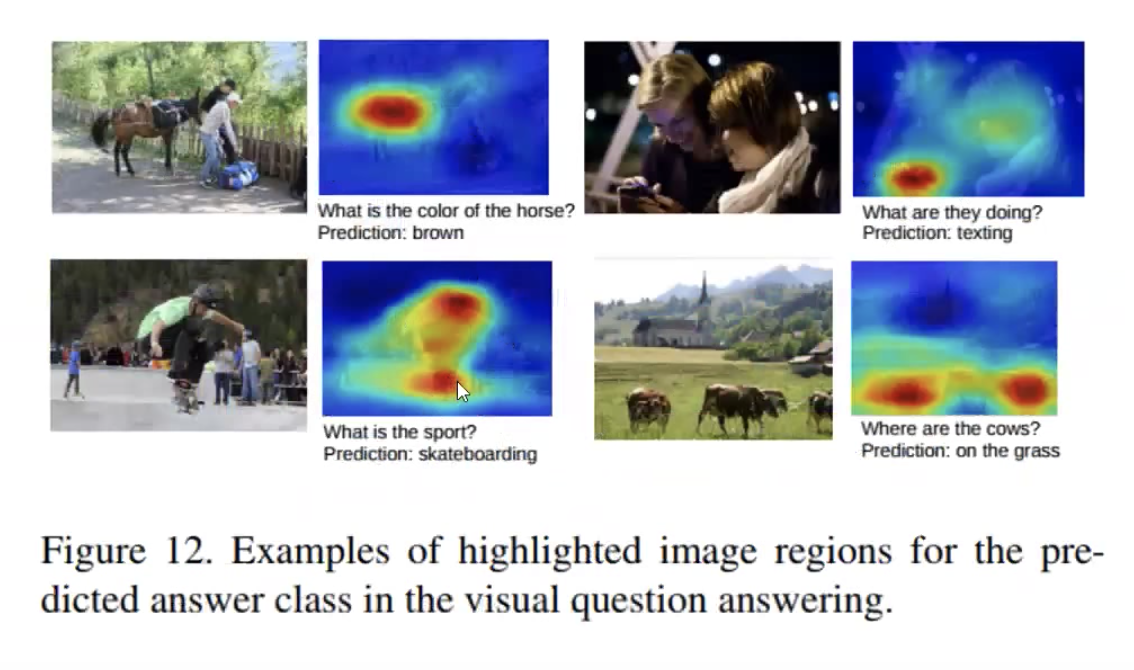 What is the color of the horse?
Prediction: brown
What are they doing?
Prediction: texting
What is the sport?
Prediction: skateboarding
Where are the cows?
Prediction: on the grass
Figure 12. Examples of highlighted image regions for the pre-
dicted answer class in the visual question answering.